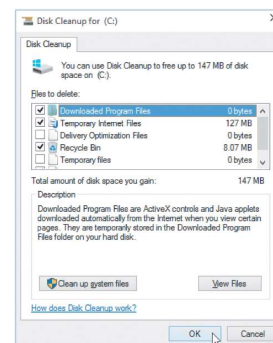 Disk Cleanup for (C:)
Disk Cleanup
You can use Disk Cleanup to free up to 147 MB of disk
space on (C:).
Files to delete:
Downloaded Program Files 0 bytes
Temporary Internet Files 127 MB
Delivery Optimization Files 0 bytes
Recycle Bin 8.07 MB
Temporary files 0 bytes
Total amount of disk space you gain: 147 MB
Description
Downloaded Program Files are ActiveX controls and Java applets
downloaded automatically from the Internet when you view certain
pages. They are temporarily stored in the Downloaded Program
Files folder on your hard disk.
Clean up system files View Files
How does Disk Cleanup work?
OK Cancel